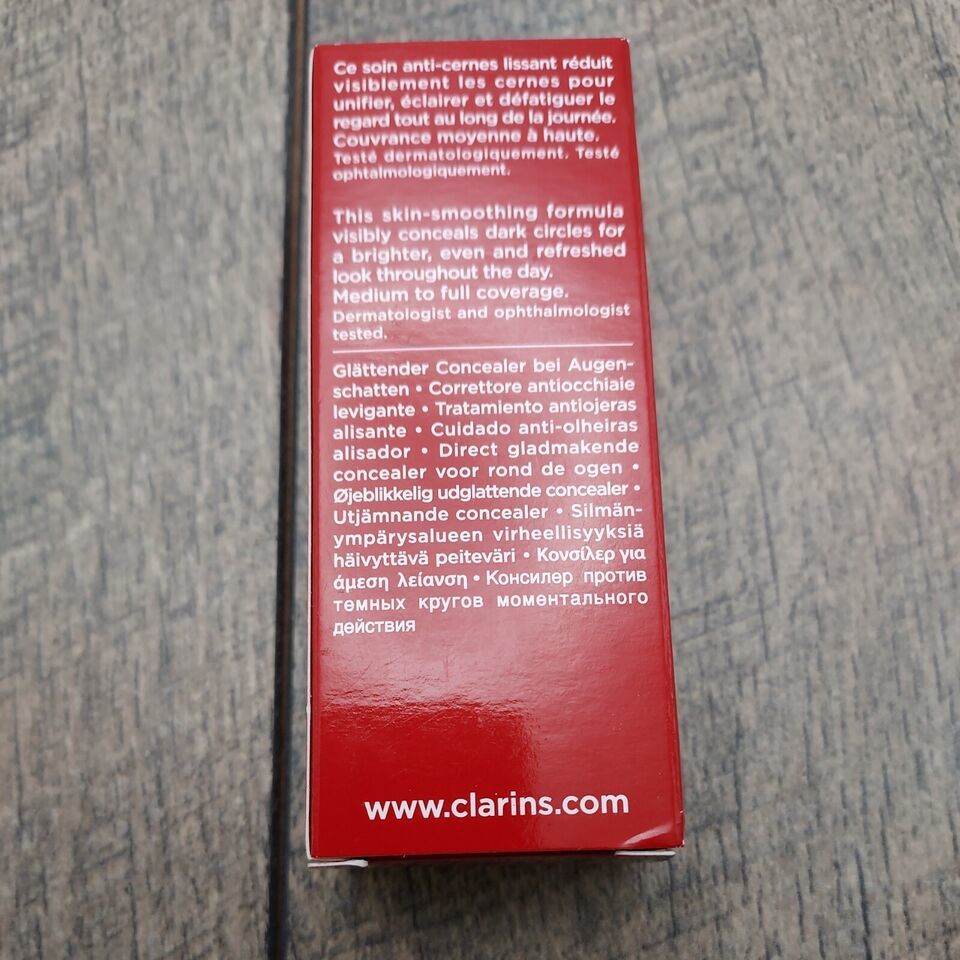 Ce soin anti-cernes lissant réduit
visiblement les cernes pour
unifier, éclairer et défatiguer le
regard tout au long de la journée.
Couvrance moyenne à haute.
Testé dermatologiquement. Testé
ophtalmologiquement.
This skin-smoothing formula
visibly conceals dark circles for
a brighter, even and refreshed
look throughout the day.
Medium to full coverage.
Dermatologist and ophthalmologist
tested.
Glättender Concealer bei Augen-
schatten • Correttore antiocchiaie
levigante • Tratamiento antiojeras
alisante • Cuidado anti-olheiras
alisador • Direct gladmakende
concealer voor rond de ogen •
Øjeblikkelig udglattende concealer •
Utjämnande concealer • Silmän-
ympärysalueen virheellisyyksiä
häivyttävä peiteväri • Κονσίλερ για
άμεση λείανση • Консилер против
темных кругов моментального
действия
www.clarins.com